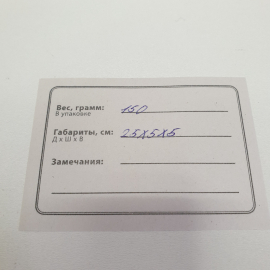 Вес, грамм: 150
В упаковке
Габариты, см: 25х5х5
Д х Ш х В
Замечания: